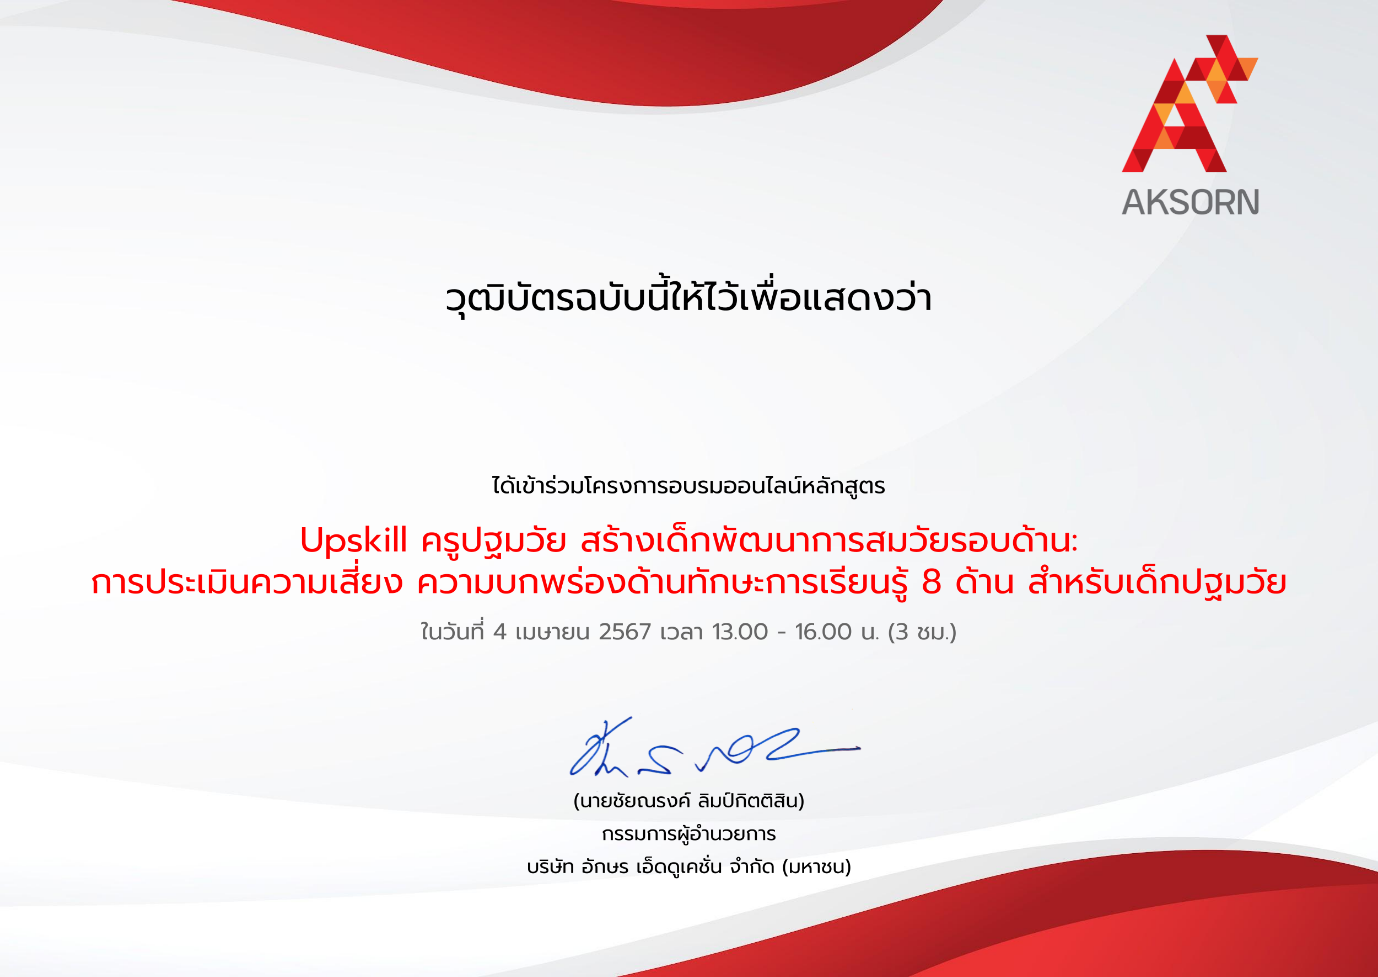 AKSORN
วุฒิบัตรฉบับนี้ให้ไว้เพื่อแสดงว่า
ได้เข้าร่วมโครงการอบรมออนไลน์หลักสูตร
Upskill ครูปฐมวัย สร้างเด็กพัฒนาการสมวัยรอบด้าน:
การประเมินความเสี่ยง ความบกพร่องด้านทักษะการเรียนรู้ 8 ด้าน สำหรับเด็กปฐมวัย
ในวันที่ 4 เมษายน 2567 เวลา 13.00 - 16.00 น. (3 ชม.)
(นายชัยณรงค์ ลิมป์กิตติสิน)
กรรมการผู้อำนวยการ
บริษัท อักษร เอ็ดดูเคชั่น จำกัด (มหาชน)